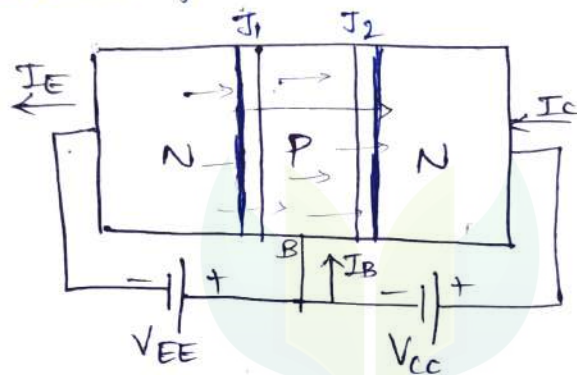 J1 J2
IE
IC
N P N
B
IB
- + - +
VEE VCC